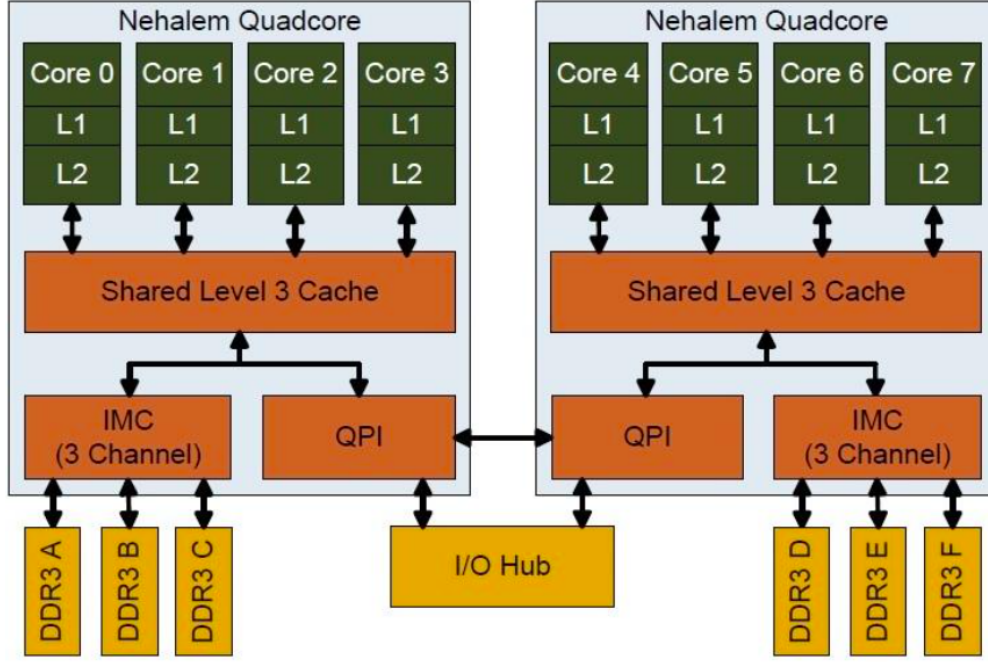 Nehalem Quadcore
Core 0 Core 1 Core 2 Core 3
L1 L1 L1 L1
L2 L2 L2 L2
Shared Level 3 Cache
IMC
(3 Channel)
QPI
DDR3 A
DDR3 B
DDR3 C
I/O Hub
Nehalem Quadcore
Core 4 Core 5 Core 6 Core 7
L1 L1 L1 L1
L2 L2 L2 L2
Shared Level 3 Cache
QPI
IMC
(3 Channel)
DDR3 D
DDR3 E
DDR3 F